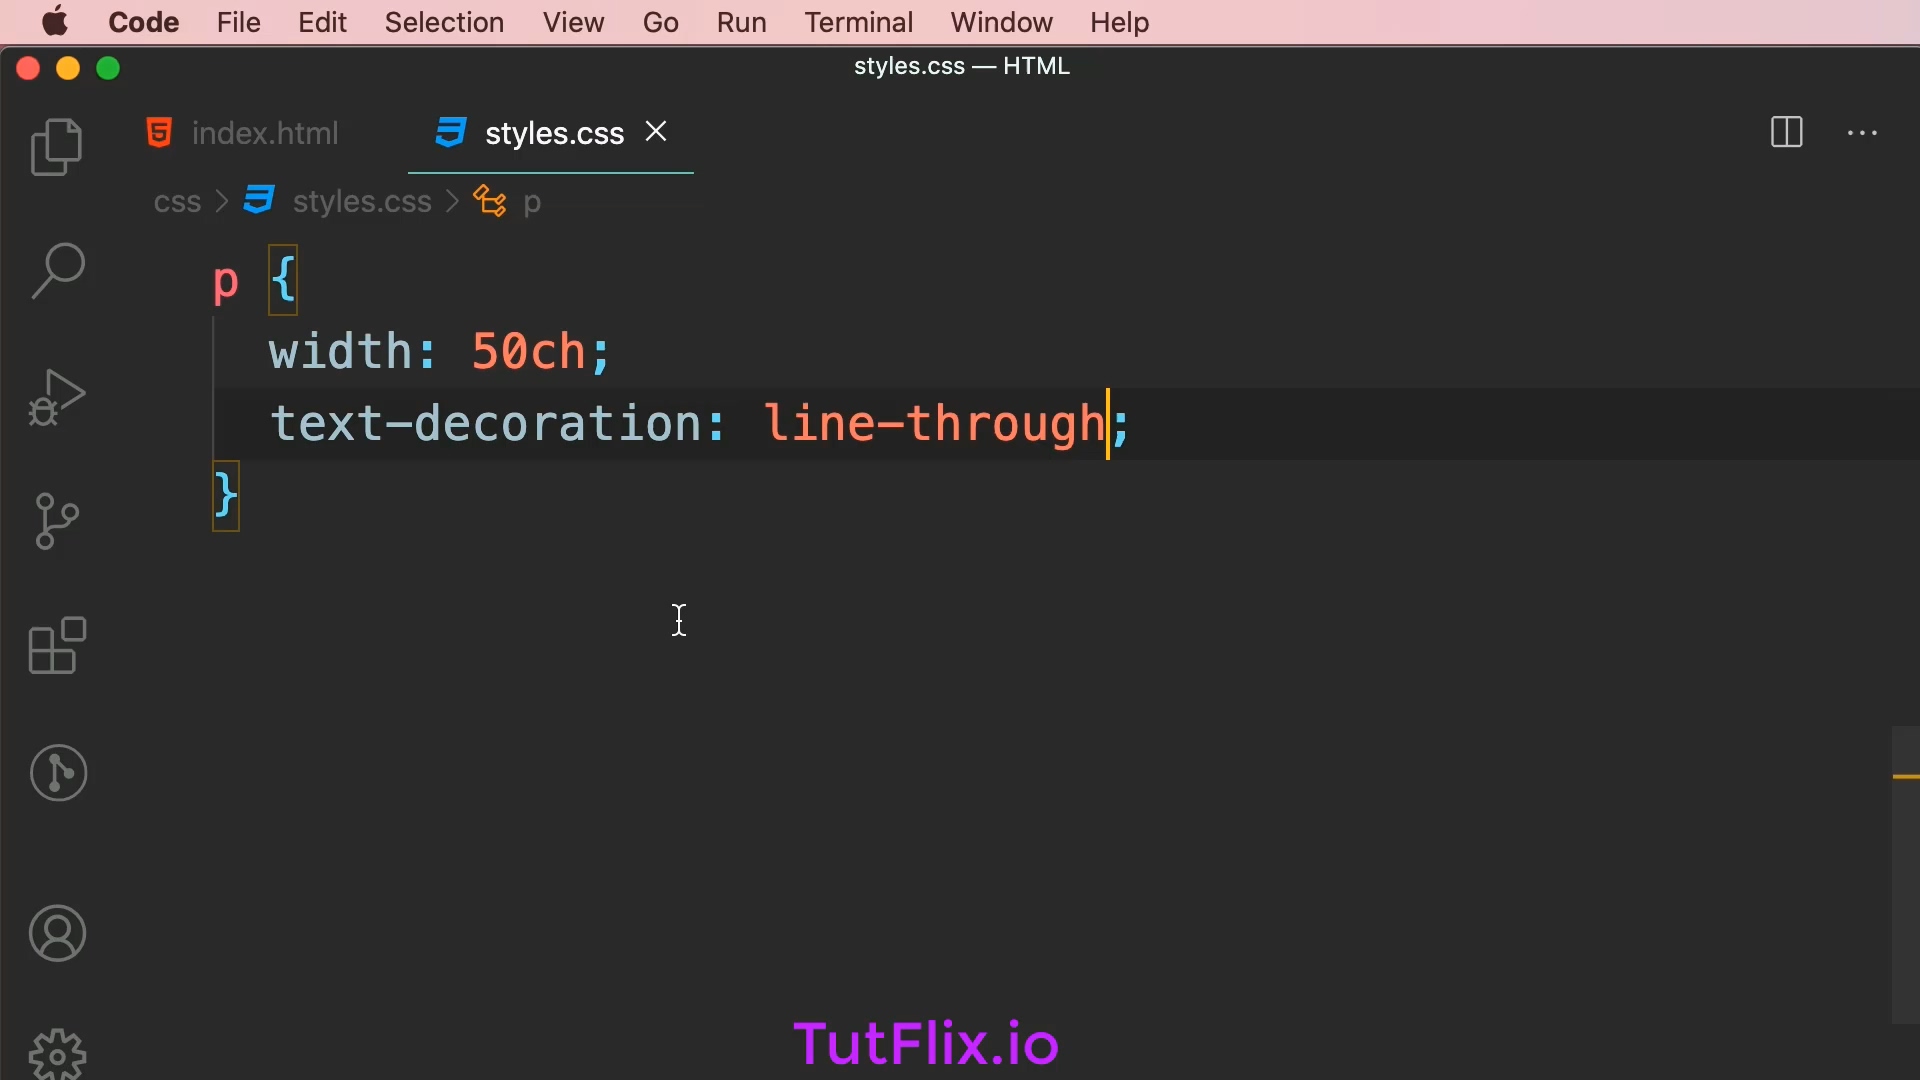 Code File Edit Selection View Go Run Terminal Window Help
styles.css — HTML
index.html styles.css
css > styles.css > p
p {
width: 50ch;
text-decoration: line-through;
}
TutFlix.io